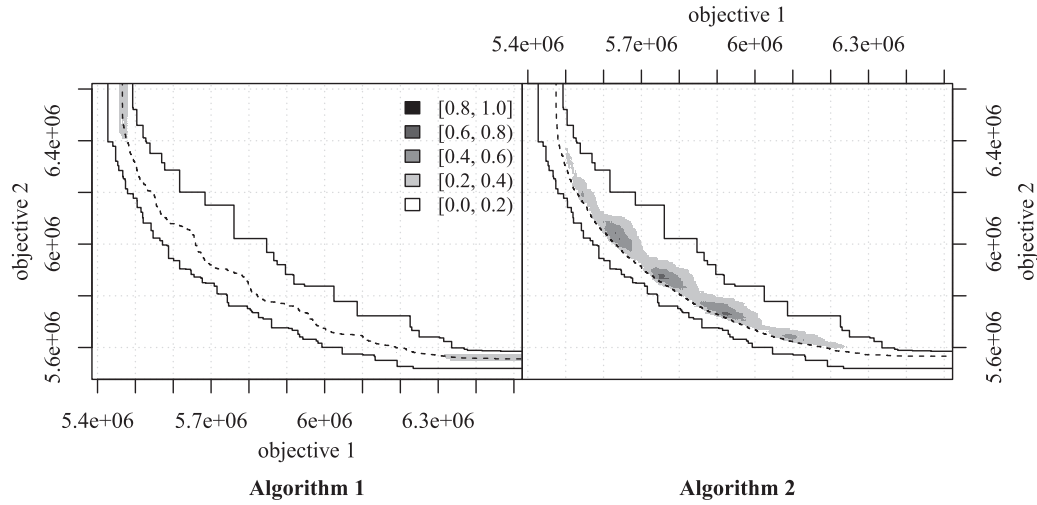 objective 1
5.4e+06 5.7e+06 6e+06 6.3e+06
[0.8, 1.0]
[0.6, 0.8)
[0.4, 0.6)
[0.2, 0.4)
[0.0, 0.2)
objective 2
5.6e+06 6e+06 6.4e+06
5.6e+06 6e+06 6.4e+06
objective 2
5.4e+06 5.7e+06 6e+06 6.3e+06
objective 1
Algorithm 1 Algorithm 2